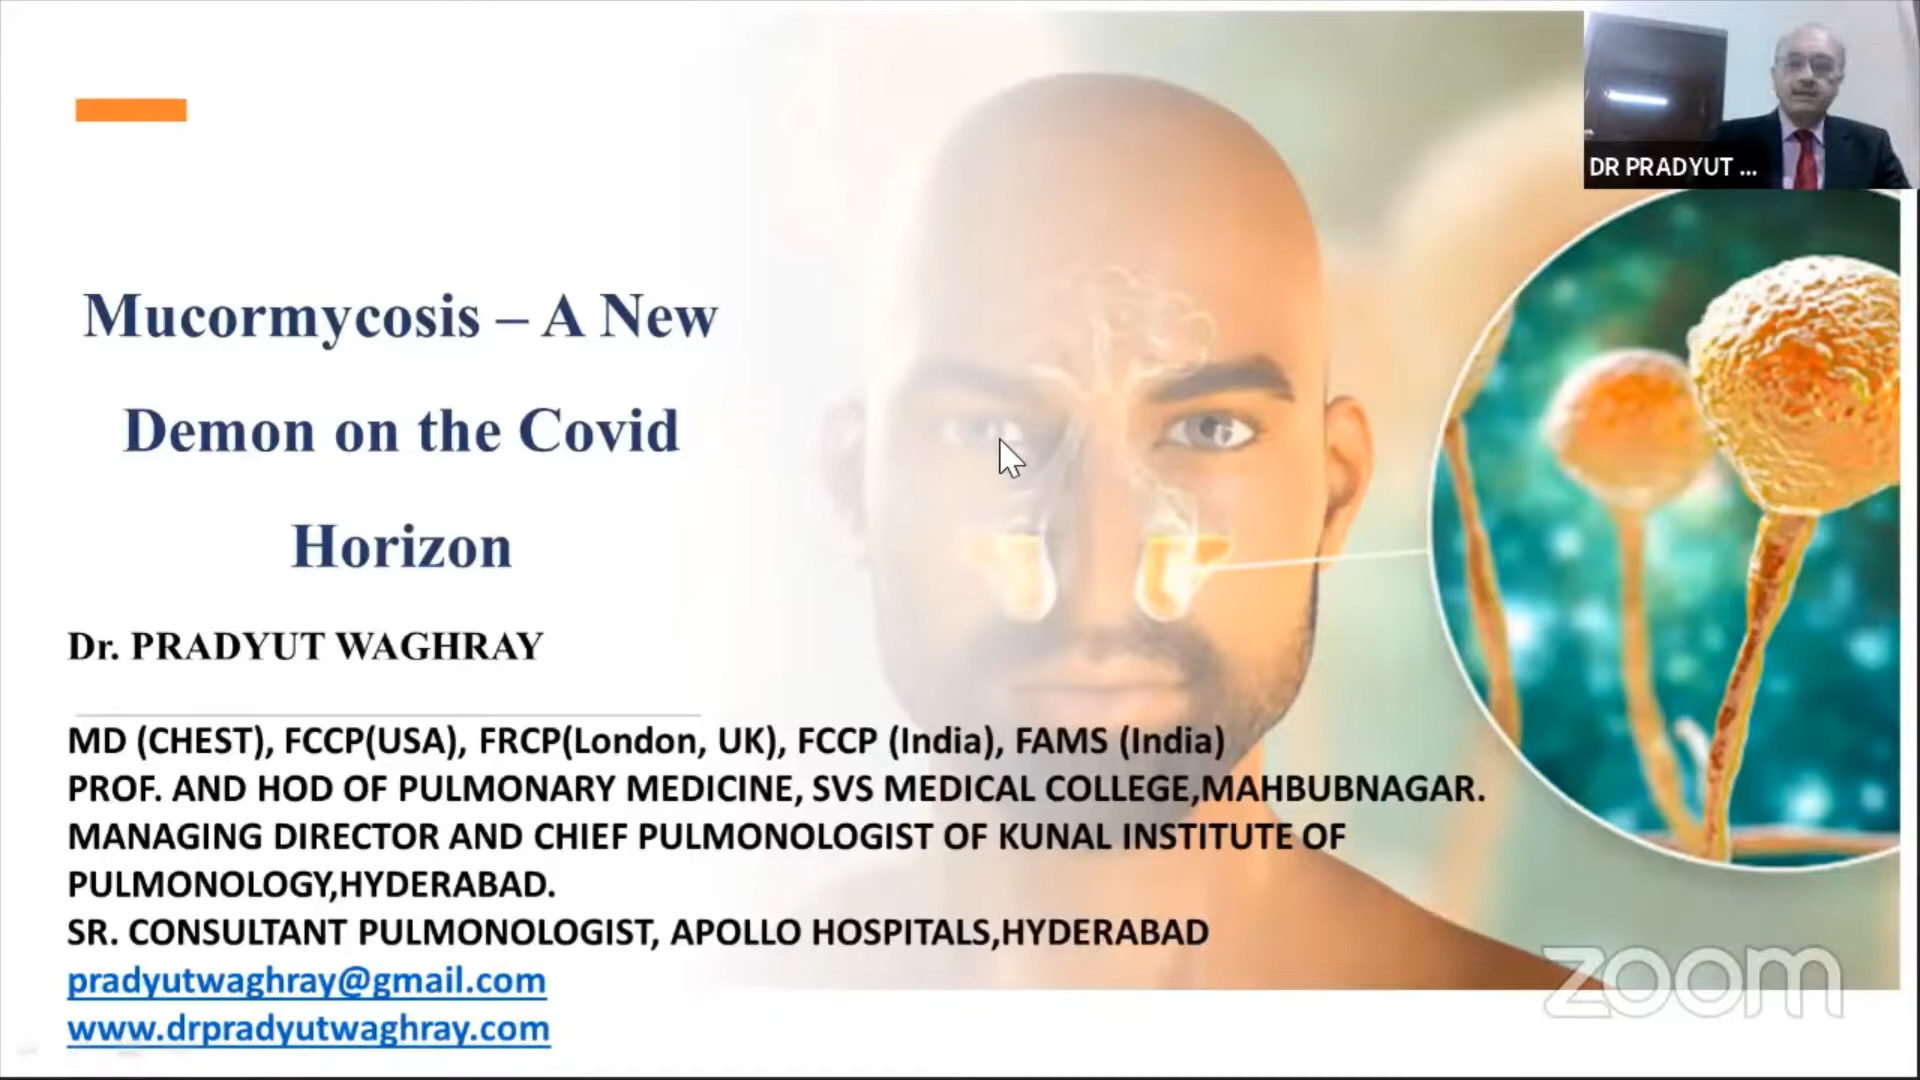 DR PRADYUT ...
Mucormycosis – A New
Demon on the Covid
Horizon
Dr. PRADYUT WAGHRAY
MD (CHEST), FCCP(USA), FRCP(London, UK), FCCP (India), FAMS (India)
PROF. AND HOD OF PULMONARY MEDICINE, SVS MEDICAL COLLEGE,MAHBUBNAGAR.
MANAGING DIRECTOR AND CHIEF PULMONOLOGIST OF KUNAL INSTITUTE OF
PULMONOLOGY,HYDERABAD.
SR. CONSULTANT PULMONOLOGIST, APOLLO HOSPITALS,HYDERABAD
pradyutwaghray@gmail.com
www.drpradyutwaghray.com
zoom